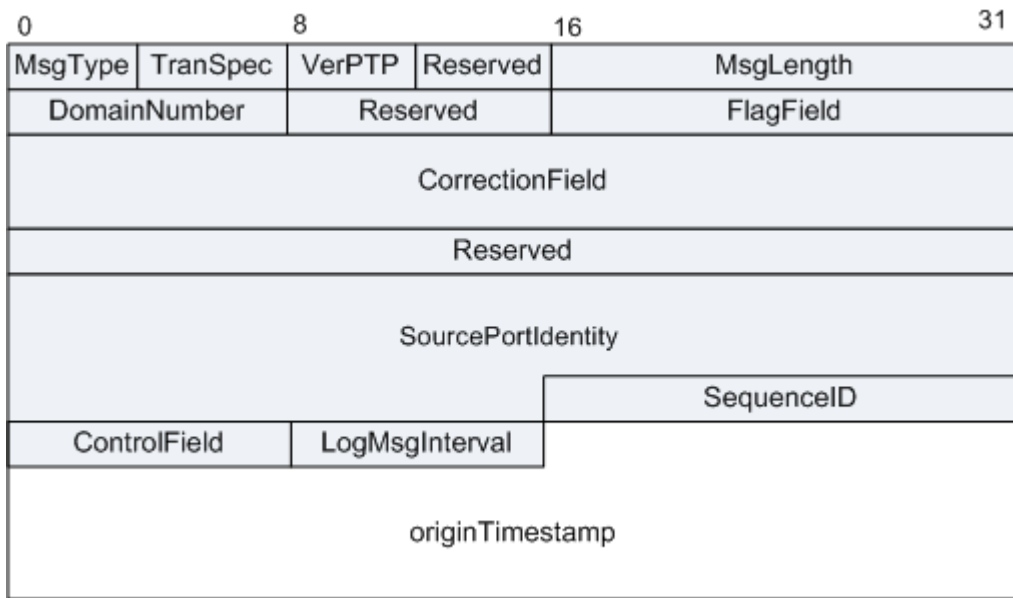 0 8 16 31
MsgType TranSpec VerPTP Reserved MsgLength
DomainNumber Reserved FlagField
CorrectionField
Reserved
SourcePortIdentity
SequenceID
ControlField LogMsgInterval
originTimestamp